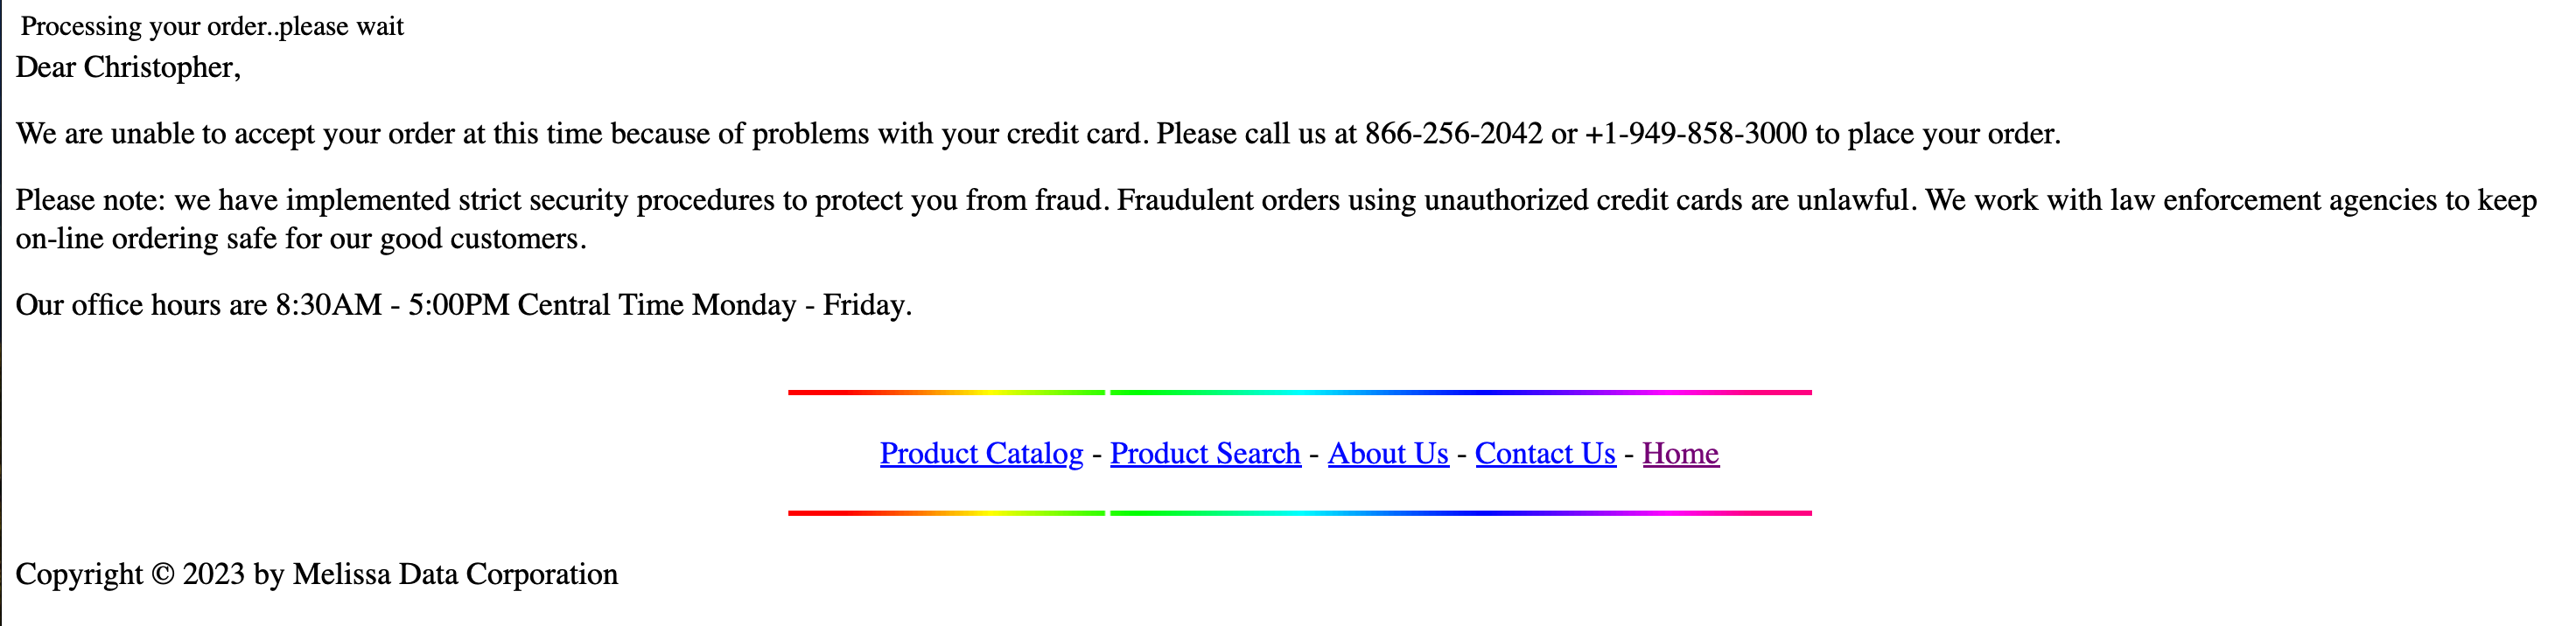 Processing your order..please wait
Dear Christopher,
We are unable to accept your order at this time because of problems with your credit card. Please call us at 866-256-2042 or +1-949-858-3000 to place your order.
Please note: we have implemented strict security procedures to protect you from fraud. Fraudulent orders using unauthorized credit cards are unlawful. We work with law enforcement agencies to keep
on-line ordering safe for our good customers.
Our office hours are 8:30AM - 5:00PM Central Time Monday - Friday.
Product Catalog - Product Search - About Us - Contact Us - Home
Copyright © 2023 by Melissa Data Corporation